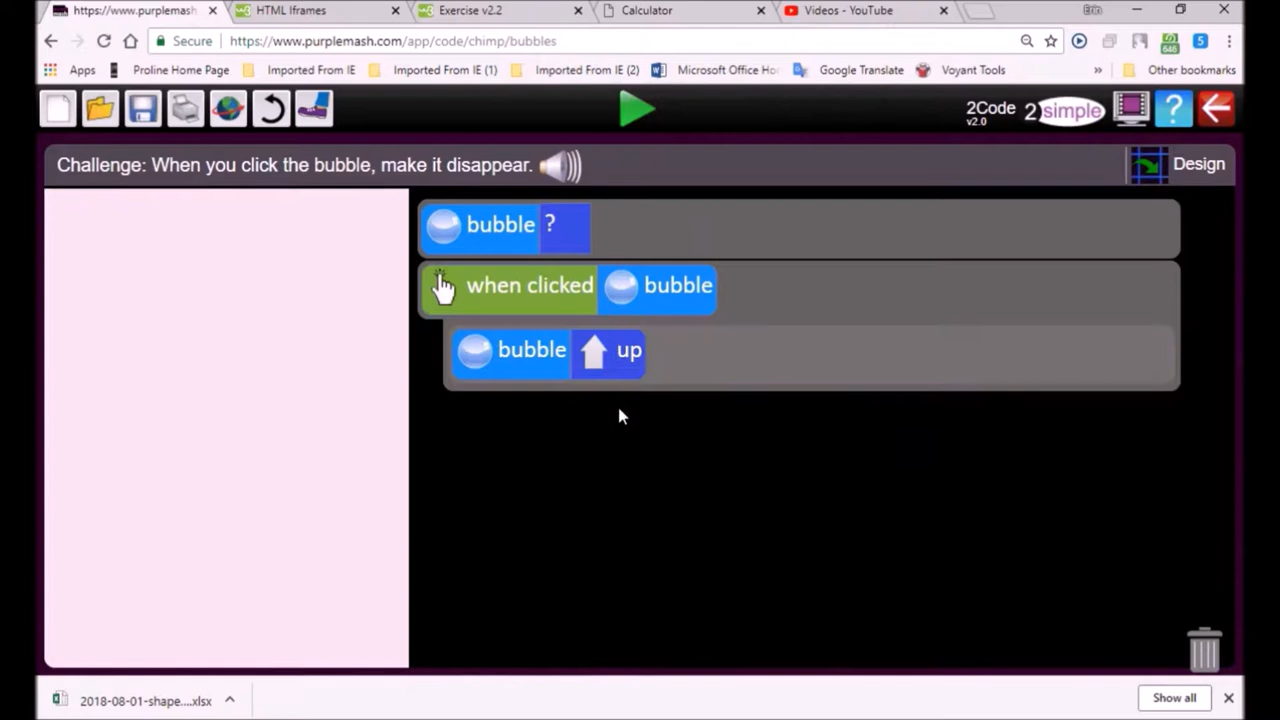 https://www.purplemash
HTML Iframes
Exercise v2.2
Calculator
Videos - YouTube
Secure
https://www.purplemash.com/app/code/chimp/bubbles
Apps
Proline Home Page
Imported From IE
Imported From IE (1)
Imported From IE (2)
Microsoft Office Ho
Google Translate
Voyant Tools
»
Other bookmarks
2Code
v2.0
2simple
?
Challenge: When you click the bubble, make it disappear.
Design
bubble ?
when clicked bubble
bubble up
2018-08-01-shape....xlsx
Show all